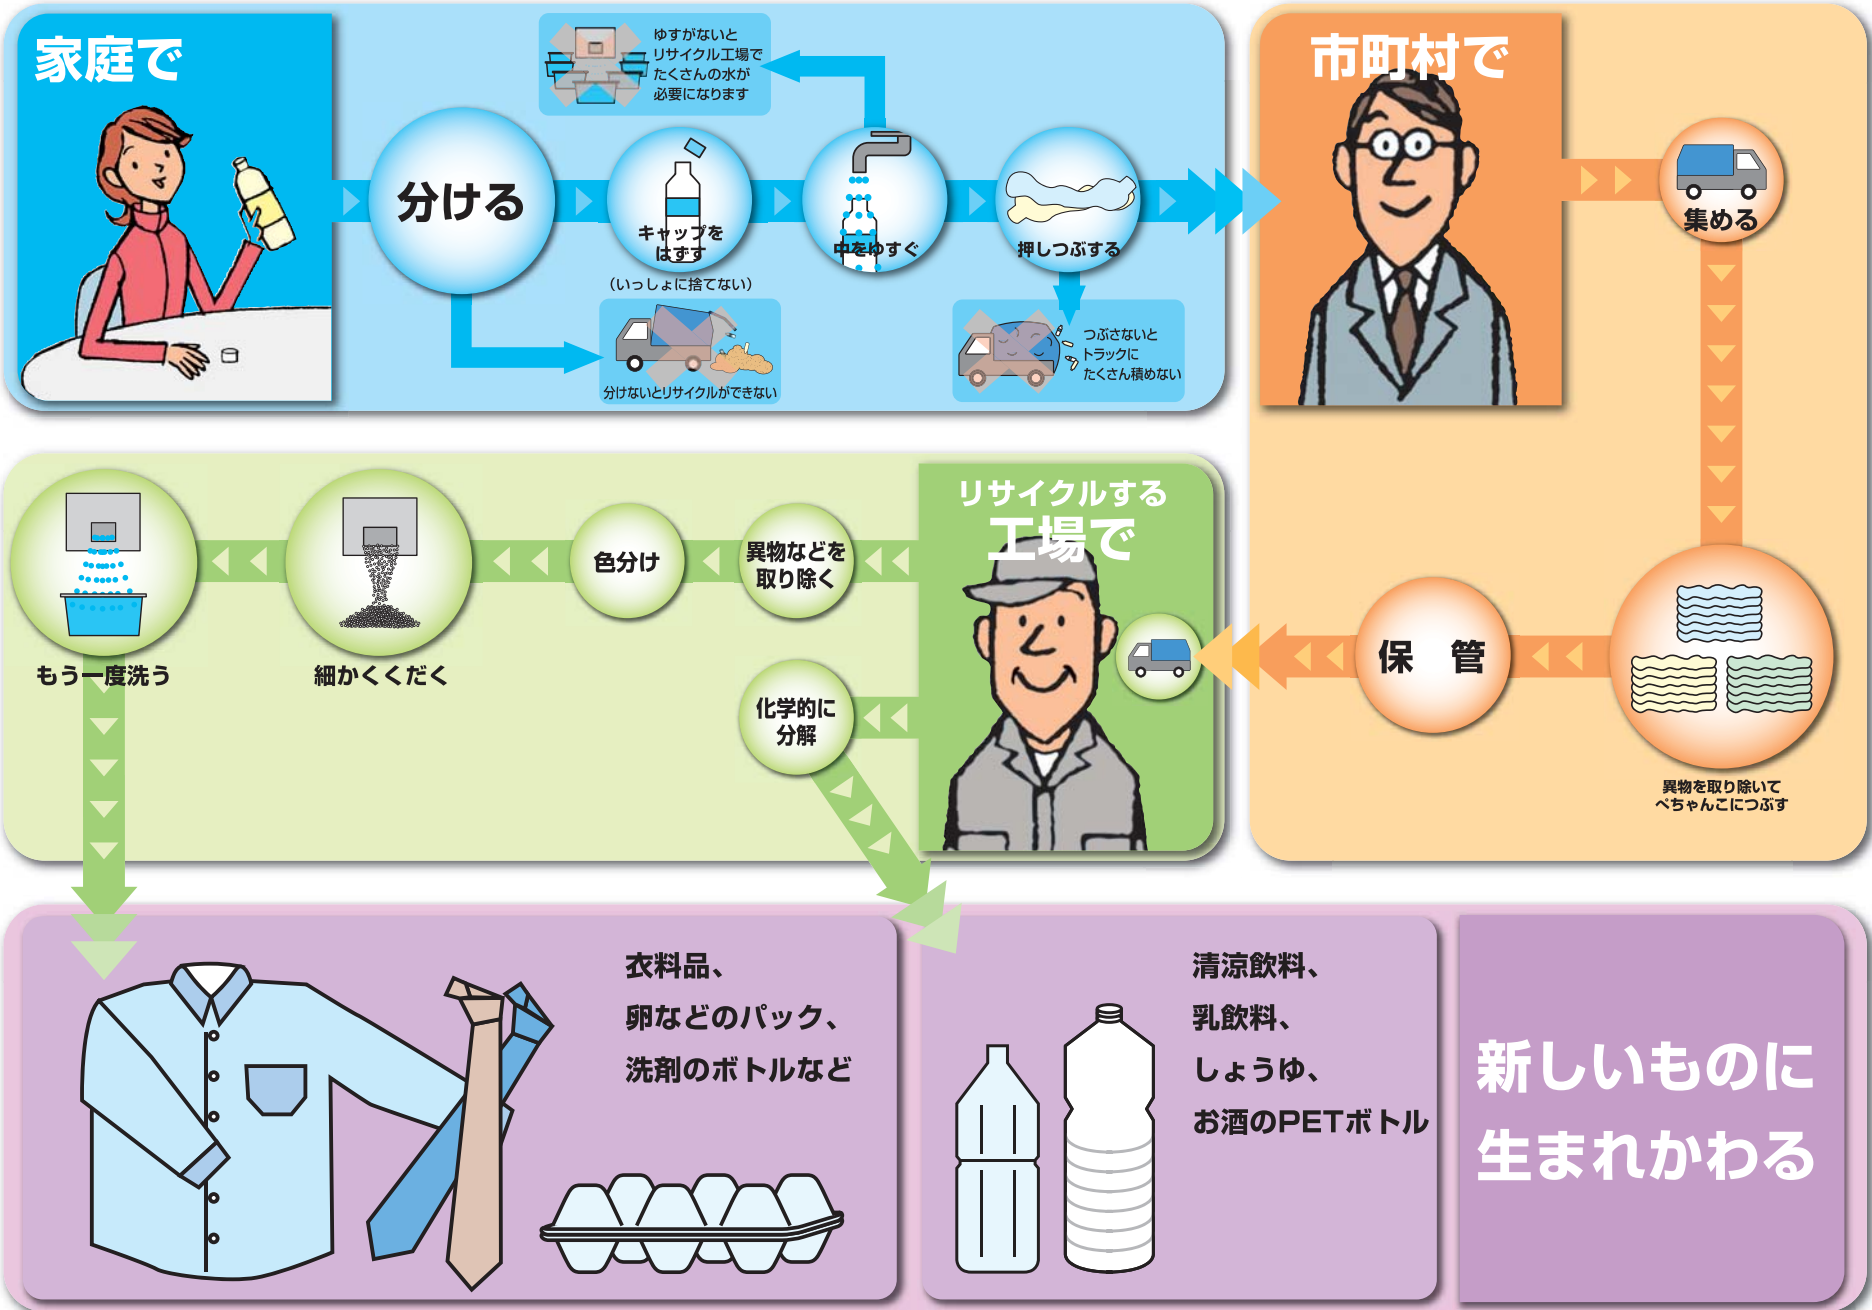 家庭で
分ける
キャップを
はずす
(いっしょに捨てない)
中をゆすぐ
押しつぶする
ゆすがないと
リサイクル工場で
たくさんの水が
必要になります
分けないとリサイクルができない
つぶさないと
トラックに
たくさん積めない
市町村で
集める
異物を取り除いて
ぺちゃんこにつぶす
保 管
リサイクルする
工場で
異物などを
取り除く
色分け
細かくくだく
もう一度洗う
化学的に
分解
衣料品、
卵などのパック、
洗剤のボトルなど
清涼飲料、
乳飲料、
しょうゆ、
お酒のPETボトル
新しいものに
生まれかわる